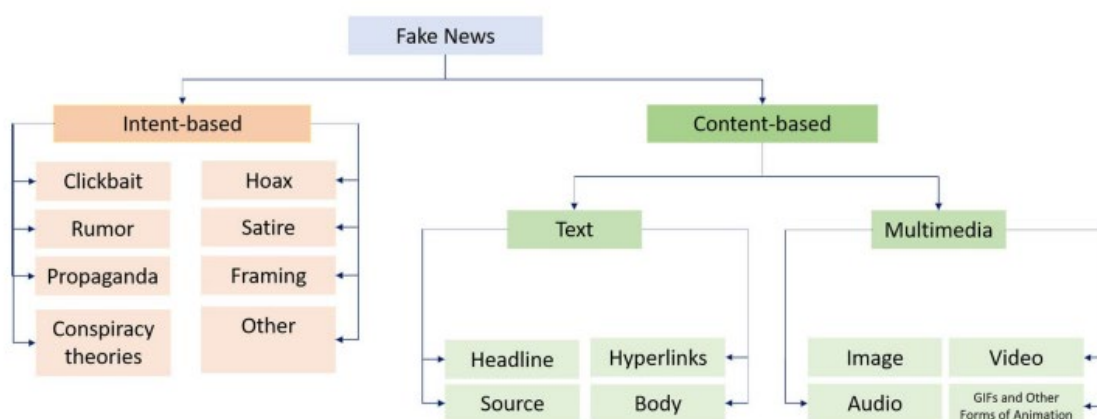 Fake News
Intent-based
Content-based
Clickbait
Hoax
Rumor
Satire
Propaganda
Framing
Conspiracy
theories
Other
Text
Multimedia
Headline
Hyperlinks
Source
Body
Image
Video
Audio
GIFs and Other
Forms of Animation